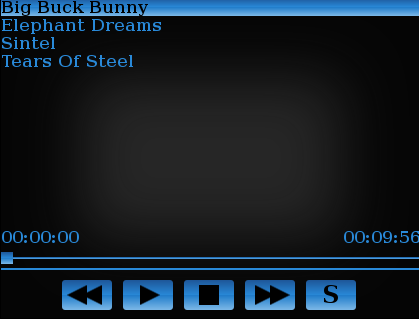 Big Buck Bunny
Elephant Dreams
Sintel
Tears Of Steel
00:00:00 00:09:56
S